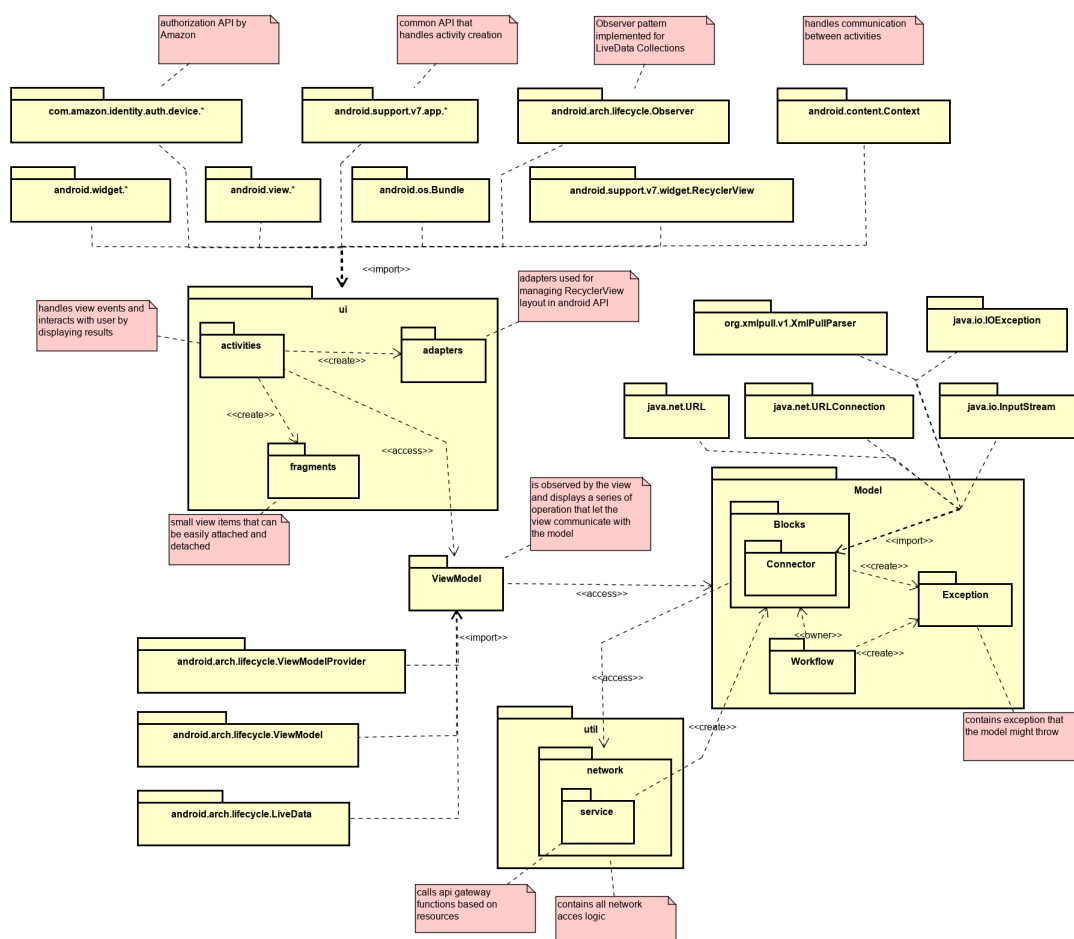 authorization API by
Amazon
common API that
handles activity creation
Observer pattern
implemented for
LiveData Collections
handles communication
between activities
com.amazon.identity.auth.device.*
android.support.v7.app.*
android.arch.lifecycle.Observer
android.content.Context
android.widget.*
android.view.*
android.os.Bundle
android.support.v7.widget.RecyclerView
<<import>>
handles view events and
interacts with user by
displaying results
ui
activities
adapters
<<create>>
<<create>>
<<access>>
fragments
adapters used for
managing RecyclerView
layout in android API
small view items that can
be easily attached and
detached
org.xmlpull.v1.XmlPullParser
java.io.IOException
java.net.URL
java.net.URLConnection
java.io.InputStream
is observed by the view
and displays a series of
operation that let the
view communicate with
the model
Model
Blocks
Connector
<<import>>
<<create>>
Exception
<<owner>>
<<create>>
Workflow
ViewModel
<<access>>
<<import>>
android.arch.lifecycle.ViewModelProvider
android.arch.lifecycle.ViewModel
android.arch.lifecycle.LiveData
<<access>>
<<create>>
contains exception that
the model might throw
util
network
service
calls api gateway
functions based on
resources
contains all network
acces logic